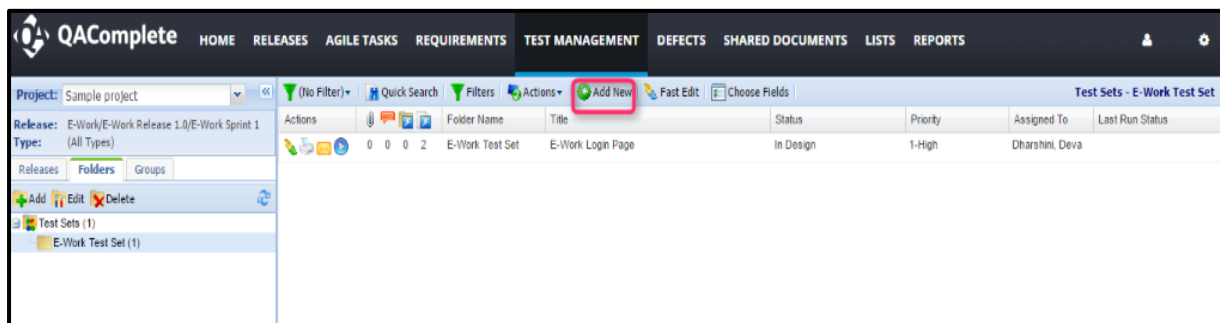 QAComplete HOME RELEASES AGILE TASKS REQUIREMENTS TEST MANAGEMENT DEFECTS SHARED DOCUMENTS LISTS REPORTS
Project: Sample project
(No Filter) Quick Search Filters Actions Add New Fast Edit Choose Fields Test Sets - E-Work Test Set
Release: E-Work/E-Work Release 1.0/E-Work Sprint 1
Type: (All Types)
Actions Folder Name Title Status Priority Assigned To Last Run Status
0 0 0 2 E-Work Test Set E-Work Login Page In Design 1-High Dharshini, Deva
Releases Folders Groups
Add Edit Delete
Test Sets (1)
E-Work Test Set (1)